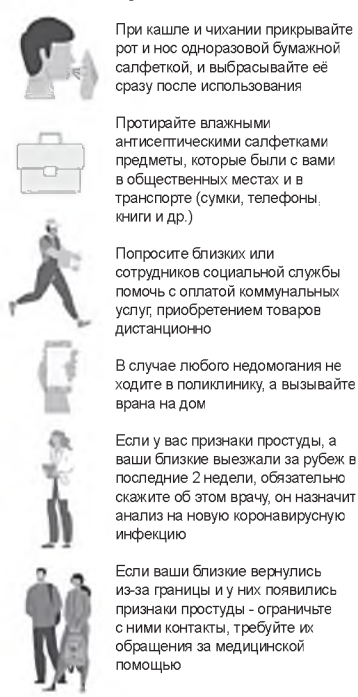 При кашле и чихании прикрывайте
рот и нос одноразовой бумажной
салфеткой, и выбрасывайте её
сразу после использования
Протирайте влажными
антисептическими салфетками
предметы, которые были с вами
в общественных местах и в
транспорте (сумки, телефоны,
книги и др.)
Попросите близких или
сотрудников социальной службы
помочь с оплатой коммунальных
услуг, приобретением товаров
дистанционно
В случае любого недомогания не
ходите в поликлинику, а вызывайте
врана на дом
Если у вас признаки простуды, а
ваши близкие выезжали за рубеж в
последние 2 недели, обязательно
скажите об этом врачу, он назначит
анализ на новую коронавирусную
инфекцию
Если ваши близкие вернулись
из-за границы и у них появились
признаки простуды - ограничьте
с ними контакты, требуйте их
обращения за медицинской
помощью